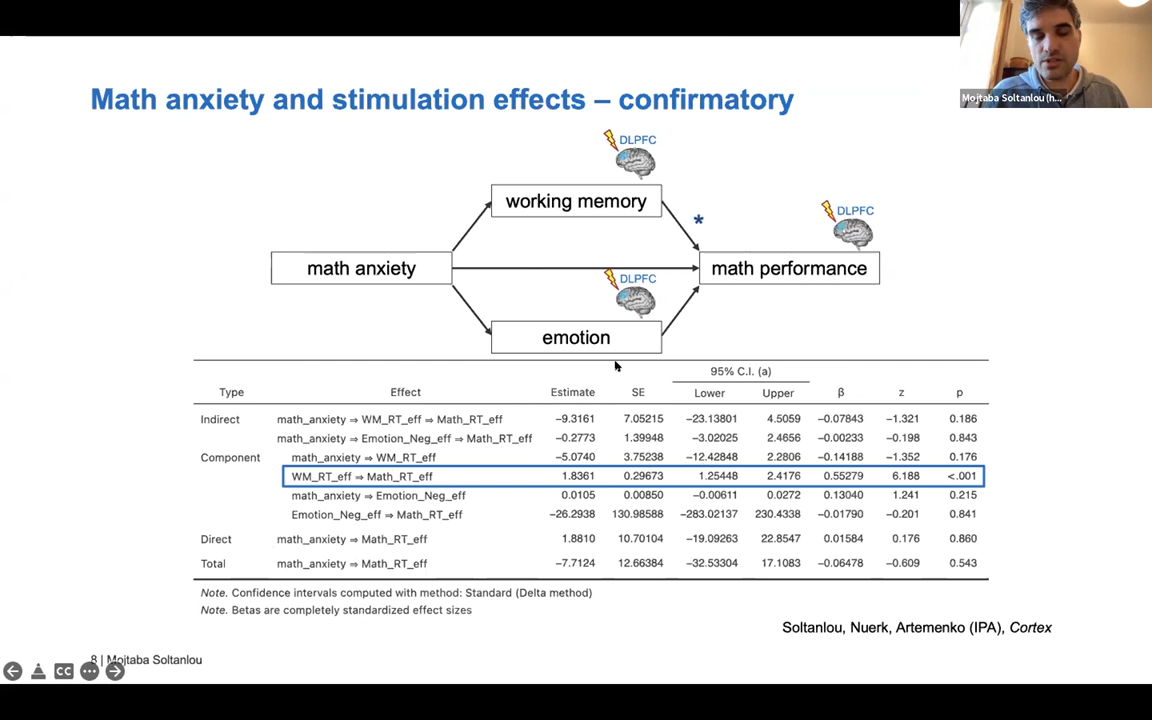 Mojtaba Soltanlou (h...
Math anxiety and stimulation effects – confirmatory
DLPFC
working memory
*
DLPFC
math anxiety
math performance
DLPFC
emotion
95% C.I. (a)
Type Effect Estimate SE Lower Upper β z p
Indirect math_anxiety ⇒ WM_RT_eff ⇒ Math_RT_eff −9.3161 7.05215 −23.13801 4.5059 −0.07843 −1.321 0.186
math_anxiety ⇒ Emotion_Neg_eff ⇒ Math_RT_eff −0.2773 1.39948 −3.02025 2.4656 −0.00233 −0.198 0.843
Component math_anxiety ⇒ WM_RT_eff −5.0740 3.75238 −12.42848 2.2806 −0.14188 −1.352 0.176
WM_RT_eff ⇒ Math_RT_eff 1.8361 0.29673 1.25448 2.4176 0.55279 6.188 <.001
math_anxiety ⇒ Emotion_Neg_eff 0.0105 0.00850 −0.00611 0.0272 0.13040 1.241 0.215
Emotion_Neg_eff ⇒ Math_RT_eff −26.2938 130.98588 −283.02137 230.4338 −0.01790 −0.201 0.841
Direct math_anxiety ⇒ Math_RT_eff 1.8810 10.70104 −19.09263 22.8547 0.01584 0.176 0.860
Total math_anxiety ⇒ Math_RT_eff −7.7124 12.66384 −32.53304 17.1083 −0.06478 −0.609 0.543
Note. Confidence intervals computed with method: Standard (Delta method)
Note. Betas are completely standardized effect sizes
Soltanlou, Nuerk, Artemenko (IPA), Cortex
8 | Mojtaba Soltanlou
CC